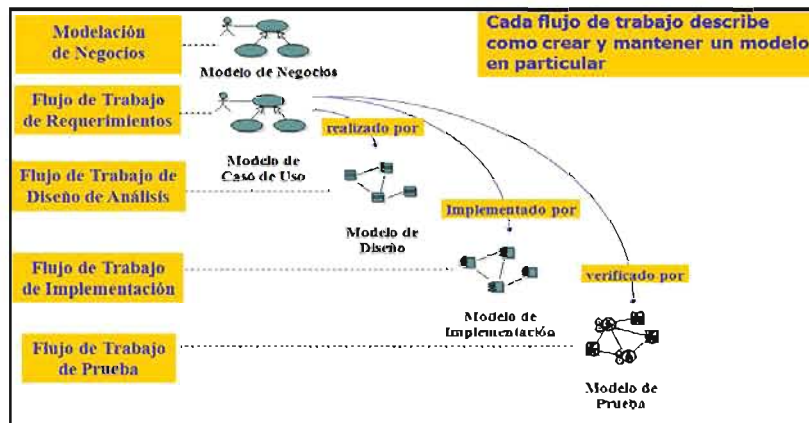 Modelación
de Negocios
Modelo de Negocios
Cada flujo de trabajo describe
como crear y mantener un modelo
en particular
Flujo de Trabajo
de Requerimientos
realizado por
Modelo de
Caso de Uso
Flujo de Trabajo de
Diseño de Análisis
Implementado por
Modelo de
Diseño
Flujo de Trabajo
de Implementación
verificado por
Modelo de
Implementación
Flujo de Trabajo
de Prueba
Modelo de
Prueba